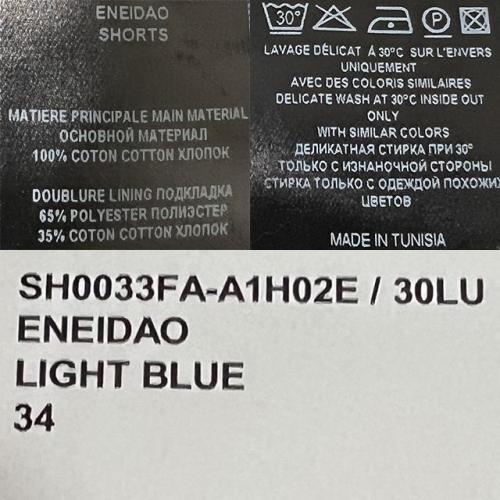 ENEIDAO
SHORTS
MATIERE PRINCIPALE MAIN MATERIAL
ОСНОВНОЙ МАТЕРИАЛ
100% COTON COTTON ХЛОПОК
DOUBLURE LINING ПОДКЛАДКА
65% POLYESTER ПОЛИЭСТЕР
35% COTON COTTON ХЛОПОК
30°
P
LAVAGE DÉLICAT Á 30°C SUR L'ENVERS
UNIQUEMENT
AVEC DES COLORIS SIMILAIRES
DELICATE WASH AT 30°C INSIDE OUT
ONLY
WITH SIMILAR COLORS
ДЕЛИКАТНАЯ СТИРКА ПРИ 30°
ТОЛЬКО С ИЗНАНОЧНОЙ СТОРОНЫ
СТИРКА ТОЛЬКО С ОДЕЖДОЙ ПОХОЖИХ
ЦВЕТОВ
MADE IN TUNISIA
SH0033FA-A1H02E / 30LU
ENEIDAO
LIGHT BLUE
34